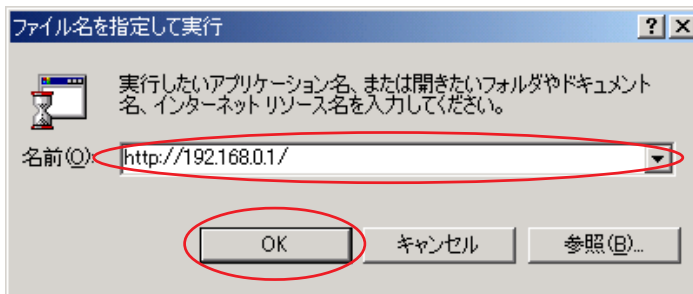 ファイル名を指定して実行
実行したいアプリケーション名、または開きたいフォルダやドキュメント
名、インターネット リソース名を入力してください。
名前(O):
http://192.168.0.1/
OK
キャンセル
参照(B)...